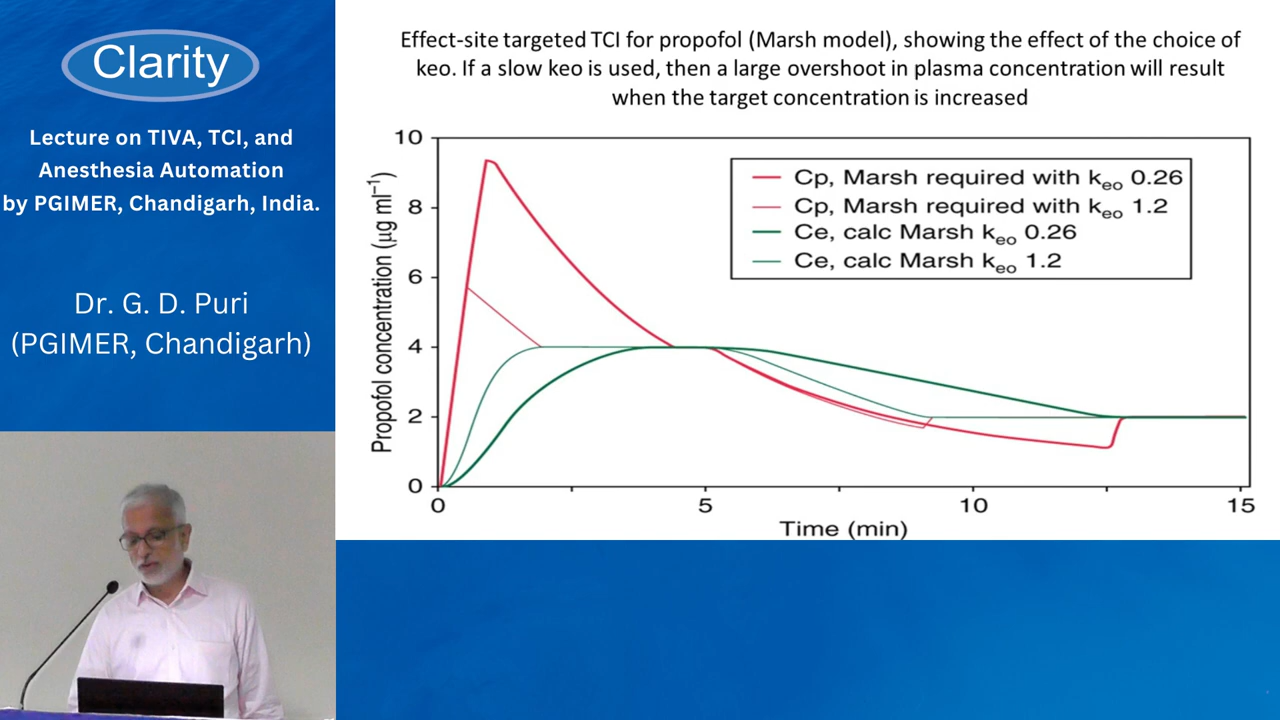 Clarity
Lecture on TIVA, TCI, and
Anesthesia Automation
by PGIMER, Chandigarh, India.
Dr. G. D. Puri
(PGIMER, Chandigarh)
Effect-site targeted TCI for propofol (Marsh model), showing the effect of the choice of
keo. If a slow keo is used, then a large overshoot in plasma concentration will result
when the target concentration is increased
Propofol concentration (μg ml⁻¹)
10
8
6
4
2
0
Cp, Marsh required with keo 0.26
Cp, Marsh required with keo 1.2
Ce, calc Marsh keo 0.26
Ce, calc Marsh keo 1.2
0 5 10 15
Time (min)